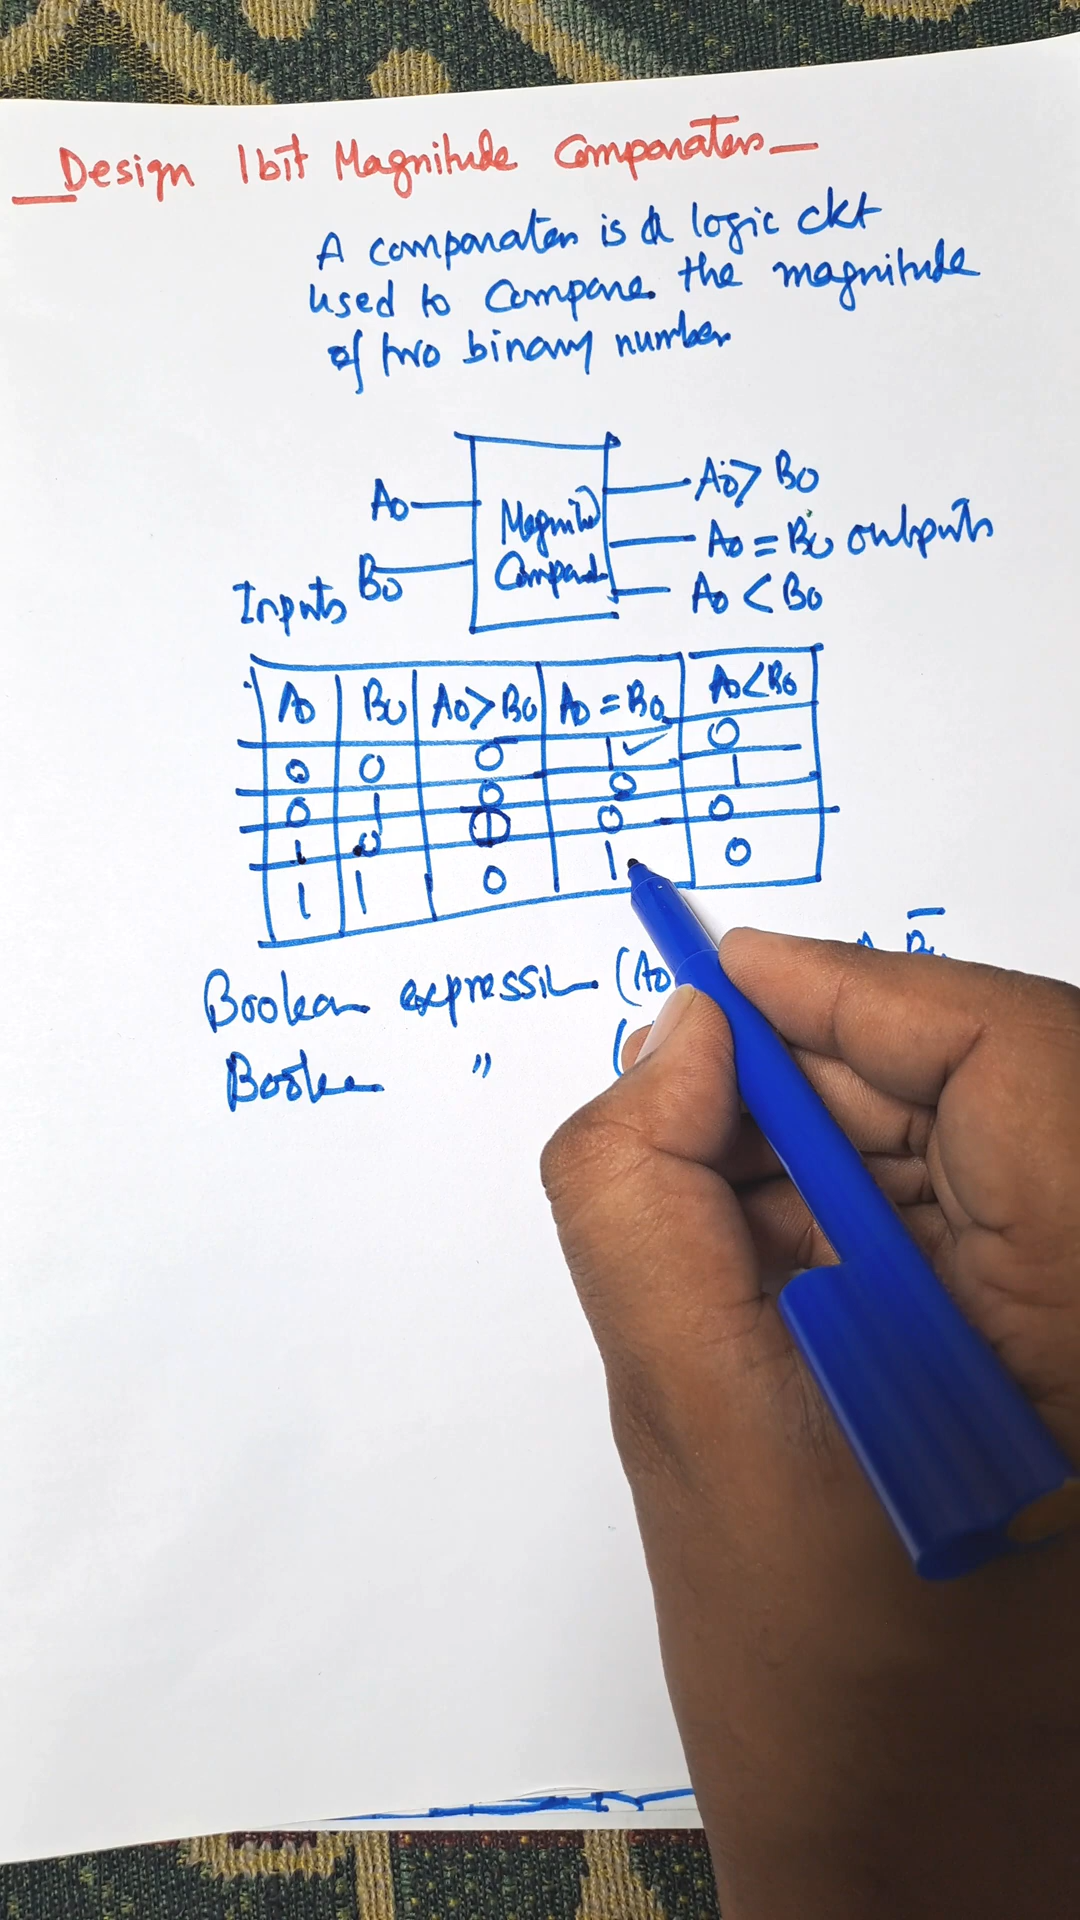 Design 1bit Magnitude Comparators
A comparator is a logic ckt
used to compare the magnitude
of two binary number
A0 > B0
A0
A0 = B0 outputs
B0
Inputs
A0 < B0
A0 B0 A0>B0 A0=B0 A0<B0
0 0 0 1 ✓ 0
0 1 0 0 1
1 0 1 0 0
1 1 0 1 0
Boolean expression (A0
"